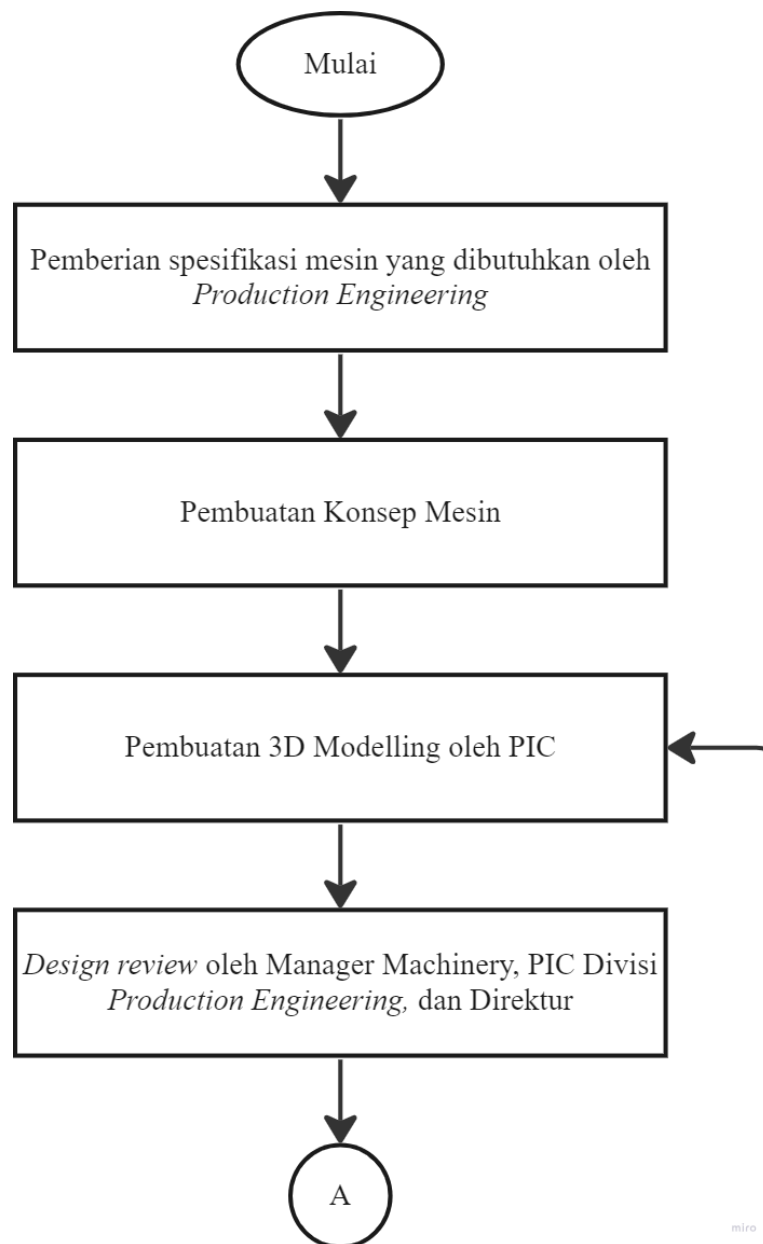 Mulai
Pemberian spesifikasi mesin yang dibutuhkan oleh
Production Engineering
Pembuatan Konsep Mesin
Pembuatan 3D Modelling oleh PIC
Design review oleh Manager Machinery, PIC Divisi
Production Engineering, dan Direktur
A
miro